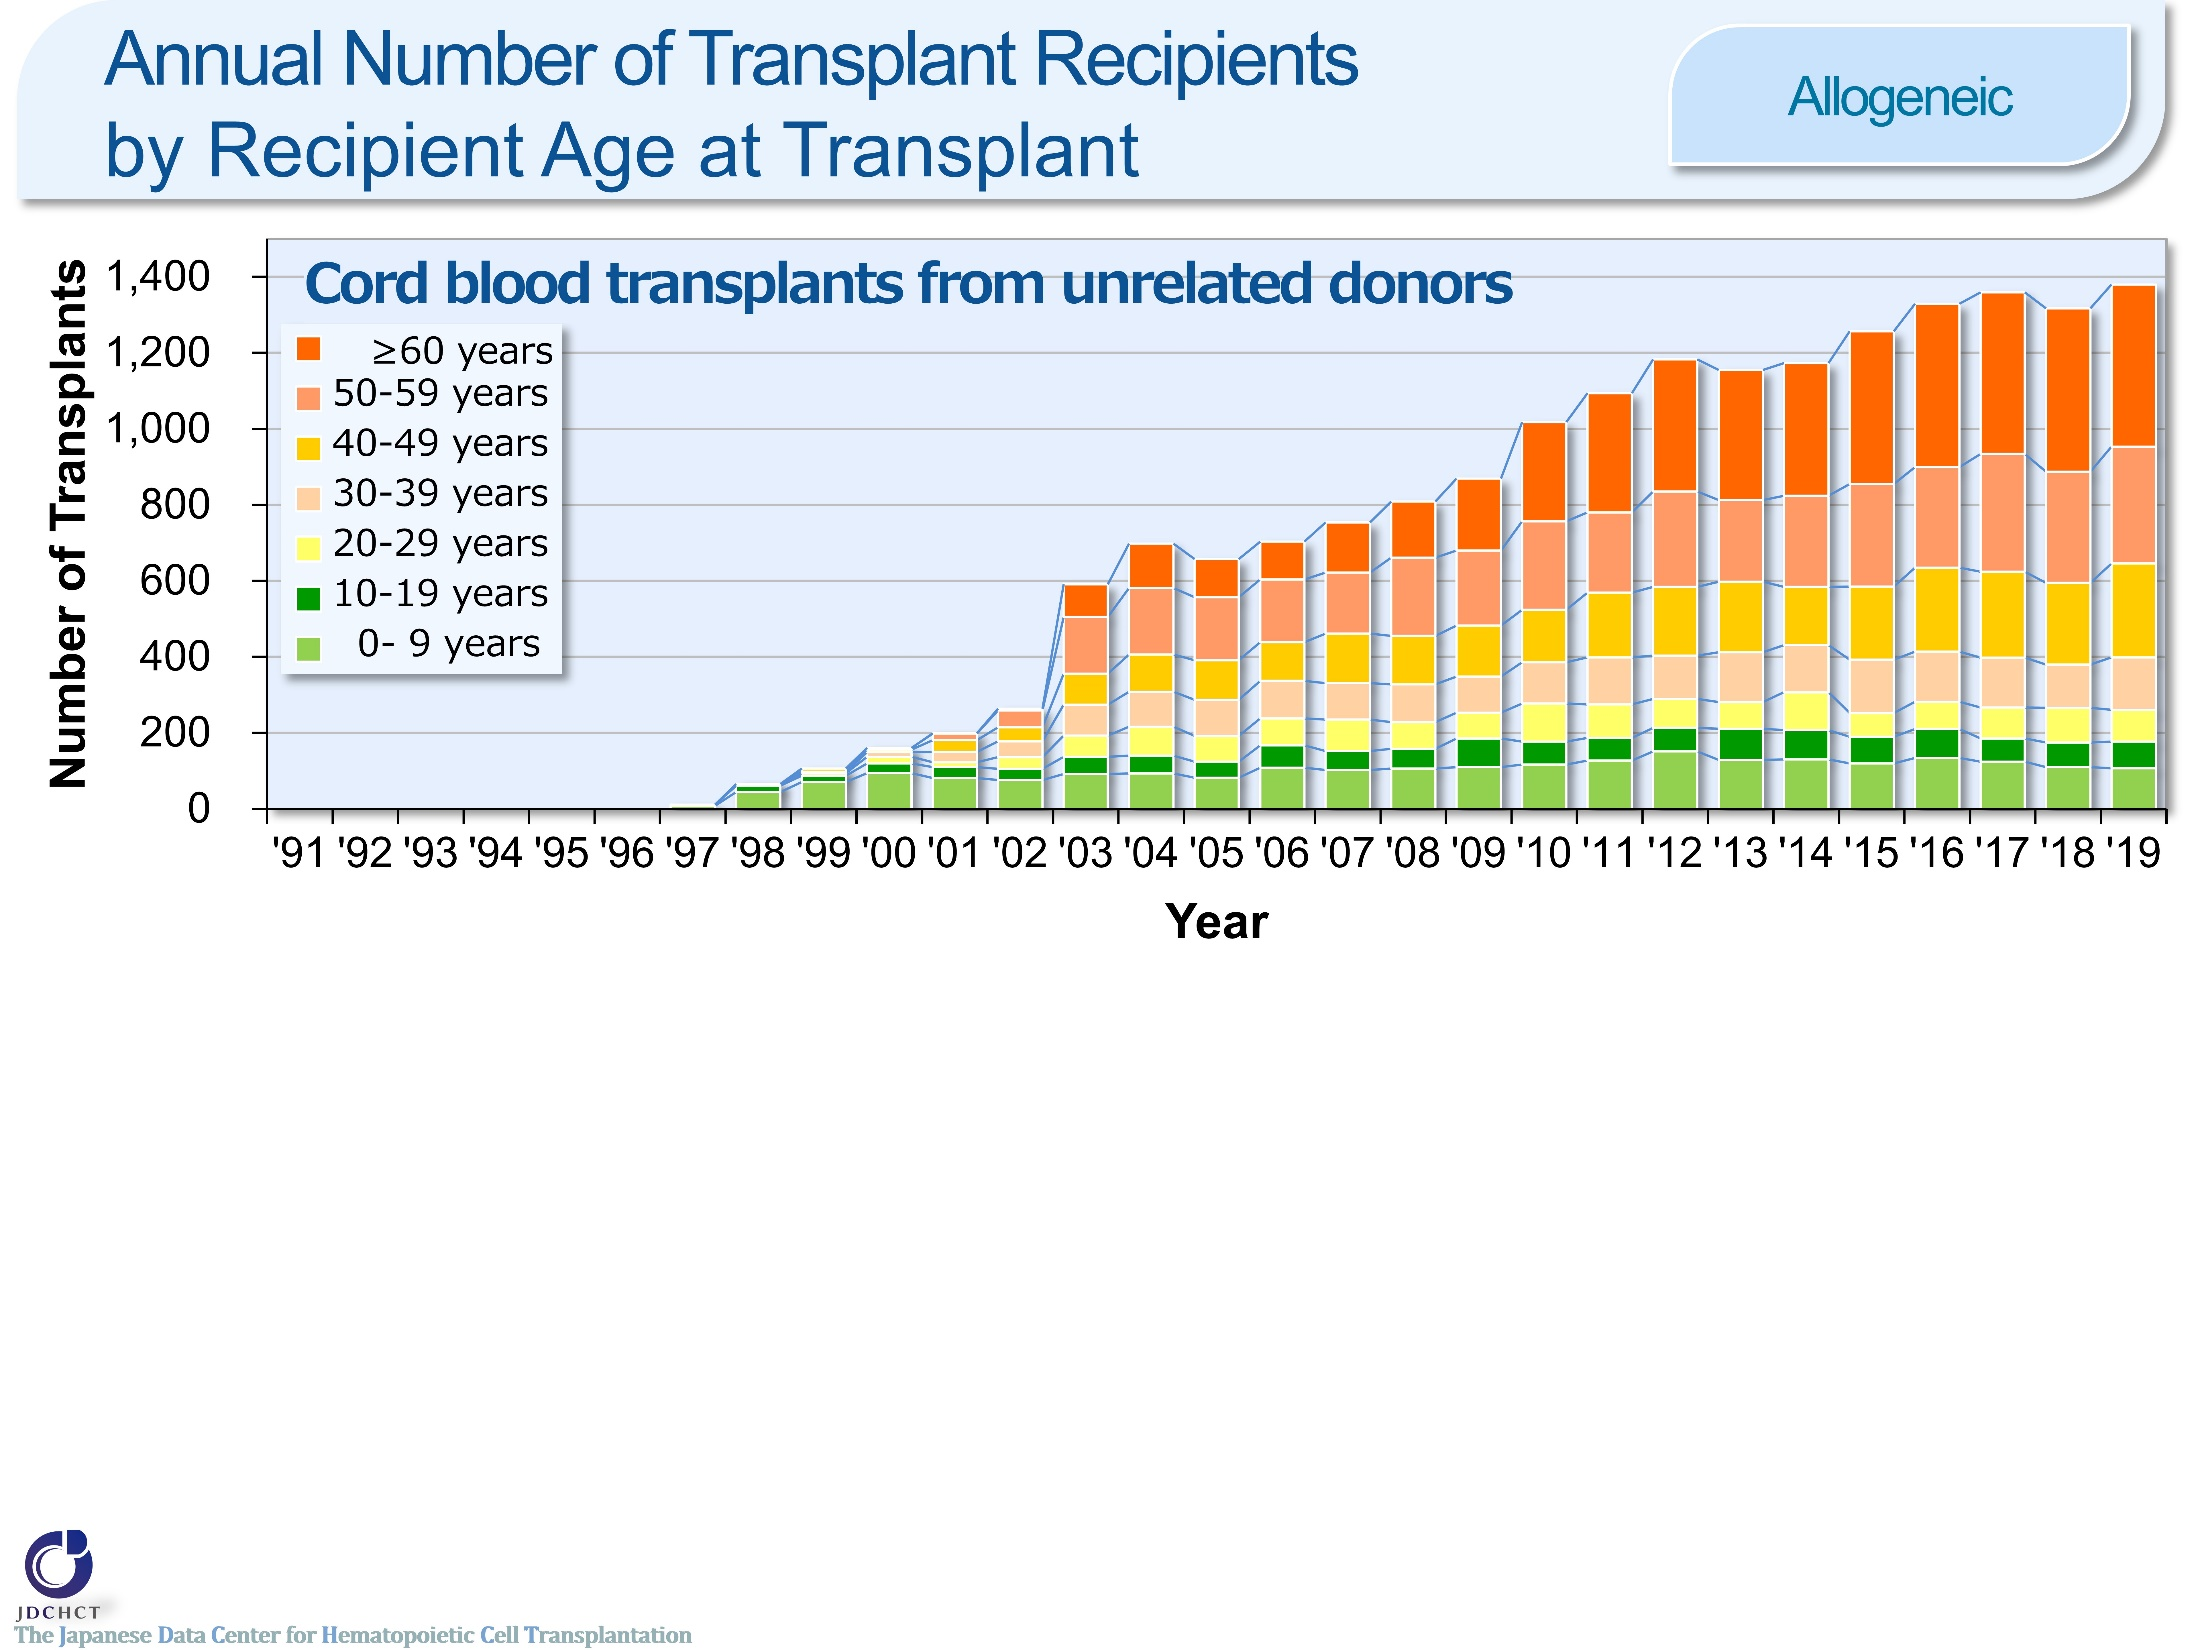 Annual Number of Transplant Recipients
by Recipient Age at Transplant
Allogeneic
Cord blood transplants from unrelated donors
Number of Transplants
1,400
1,200
1,000
800
600
400
200
0
≥60 years
50-59 years
40-49 years
30-39 years
20-29 years
10-19 years
0- 9 years
'91 '92 '93 '94 '95 '96 '97 '98 '99 '00 '01 '02 '03 '04 '05 '06 '07 '08 '09 '10 '11 '12 '13 '14 '15 '16 '17 '18 '19
Year
JDCHCT
The Japanese Data Center for Hematopoietic Cell Transplantation